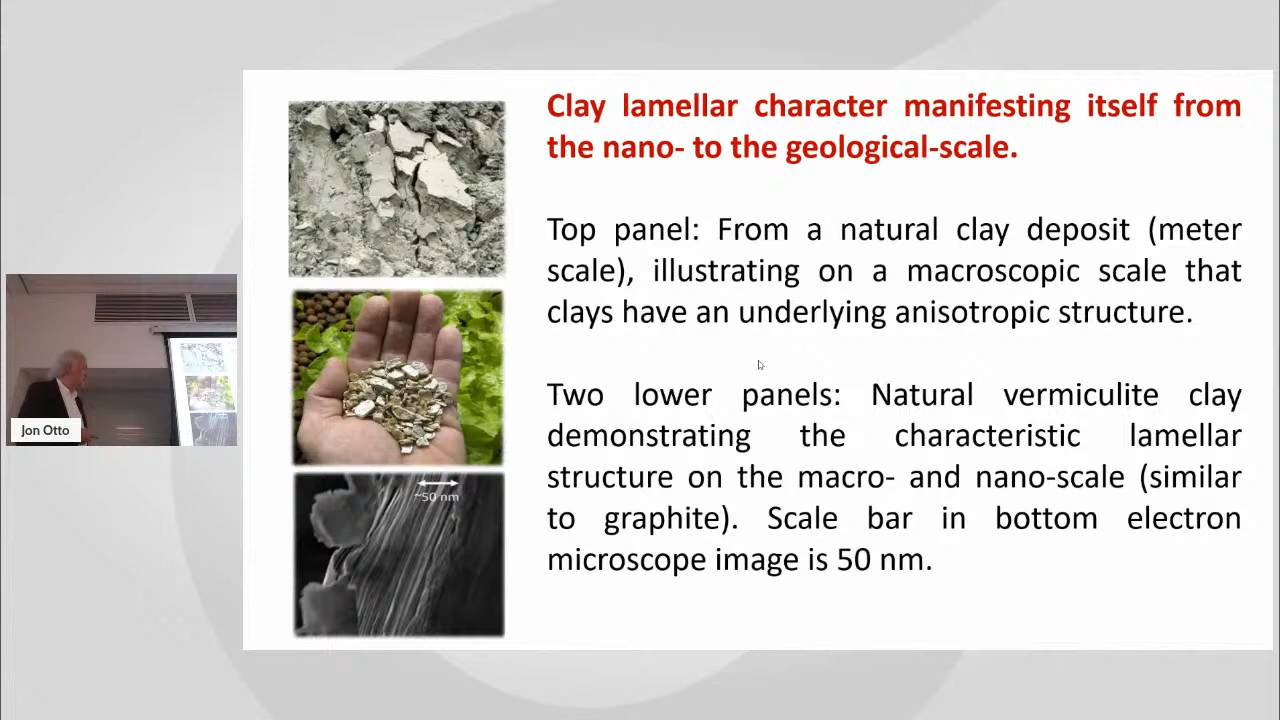 Clay lamellar character manifesting itself from
the nano- to the geological-scale.
Top panel: From a natural clay deposit (meter
scale), illustrating on a macroscopic scale that
clays have an underlying anisotropic structure.
Two lower panels: Natural vermiculite clay
demonstrating the characteristic lamellar
structure on the macro- and nano-scale (similar
to graphite). Scale bar in bottom electron
microscope image is 50 nm.
~50 nm
Jon Otto